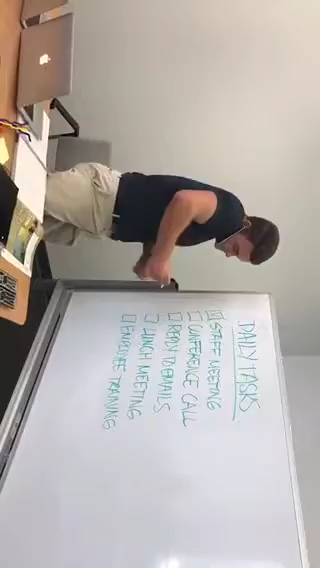 DAILY TASKS
STAFF MEETING
CONFERENCE CALL
REPLY TO EMAILS
LUNCH MEETING
EMPLOYEE TRAINING